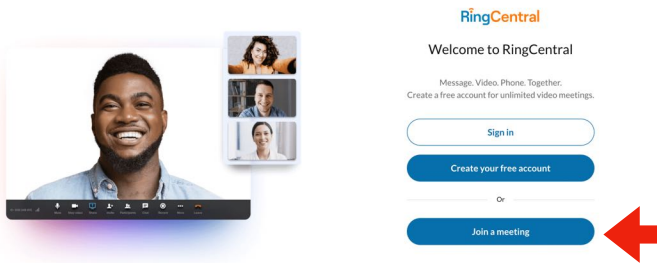 RingCentral
Welcome to RingCentral
Message. Video. Phone. Together.
Create a free account for unlimited video meetings.
Sign in
Create your free account
Or
Join a meeting